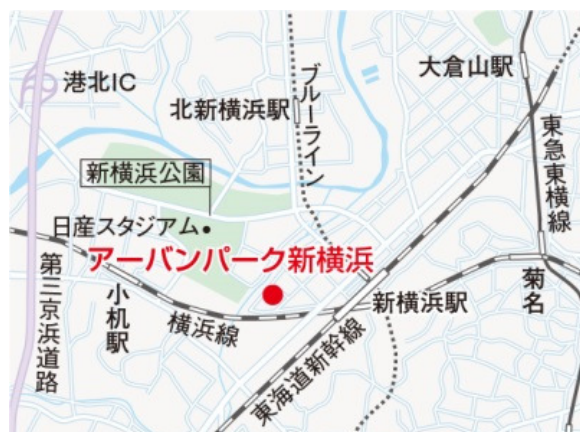 港北IC
大倉山駅
北新横浜駅
ブルーライン
東急東横線
新横浜公園
日産スタジアム
アーバンパーク新横浜
第三京浜道路
小机駅
横浜線
新横浜駅
菊名
東海道新幹線